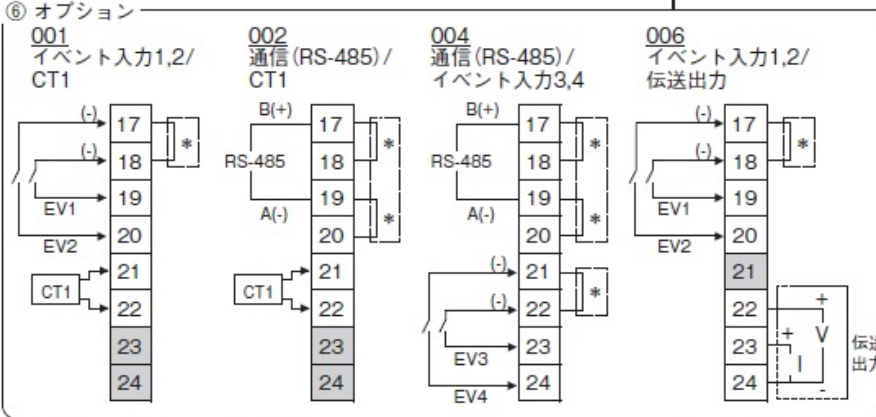 ⑥ オプション
001
イベント入力1,2/
CT1
(-)
17
*
(-)
18
19
EV1
20
EV2
21
CT1
22
23
24
002
通信(RS-485)/
CT1
B(+)
17
*
RS-485
18
19
A(-)
*
20
21
CT1
22
23
24
004
通信(RS-485)/
イベント入力3,4
B(+)
17
*
RS-485
18
19
A(-)
*
20
(-)
21
*
(-)
22
23
EV3
24
EV4
006
イベント入力1,2/
伝送出力
(-)
17
*
(-)
18
19
EV1
20
EV2
21
22
+
23
+
V
I
24
-
伝送
出力